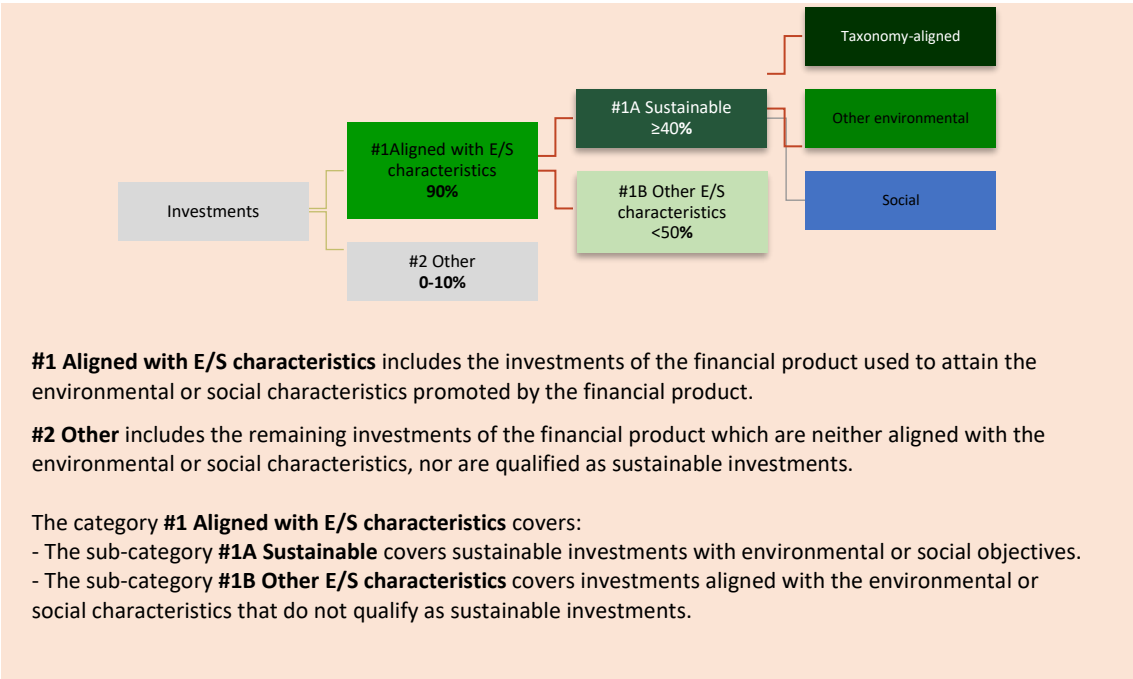 Taxonomy-aligned
#1A Sustainable
≥40%
Other environmental
#1Aligned with E/S
characteristics
90%
#1B Other E/S
characteristics
<50%
Social
Investments
#2 Other
0-10%
#1 Aligned with E/S characteristics includes the investments of the financial product used to attain the
environmental or social characteristics promoted by the financial product.
#2 Other includes the remaining investments of the financial product which are neither aligned with the
environmental or social characteristics, nor are qualified as sustainable investments.
The category #1 Aligned with E/S characteristics covers:
- The sub-category #1A Sustainable covers sustainable investments with environmental or social objectives.
- The sub-category #1B Other E/S characteristics covers investments aligned with the environmental or
social characteristics that do not qualify as sustainable investments.